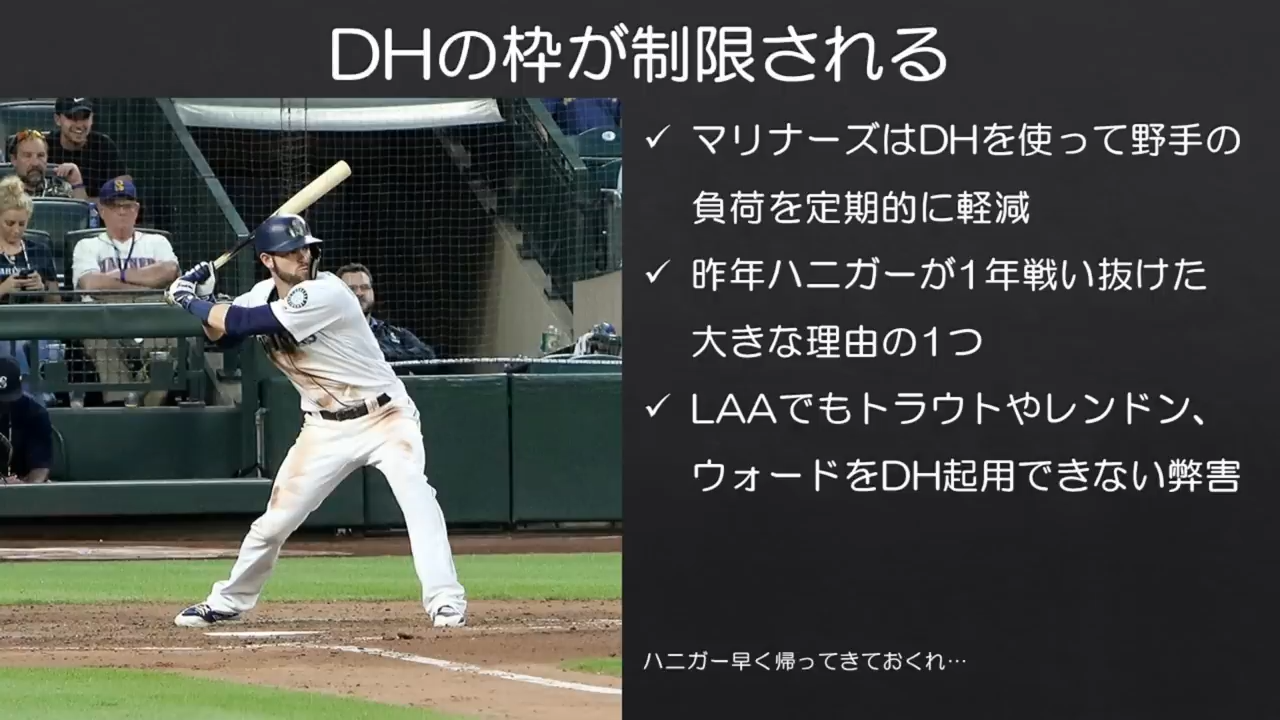 DHの枠が制限される
マリナーズはDHを使って野手の
負荷を定期的に軽減
昨年ハニガーが1年戦い抜けた
大きな理由の1つ
LAAでもトラウトやレンドン、
ウォードをDH起用できない弊害
ハニガー早く帰ってきておくれ…